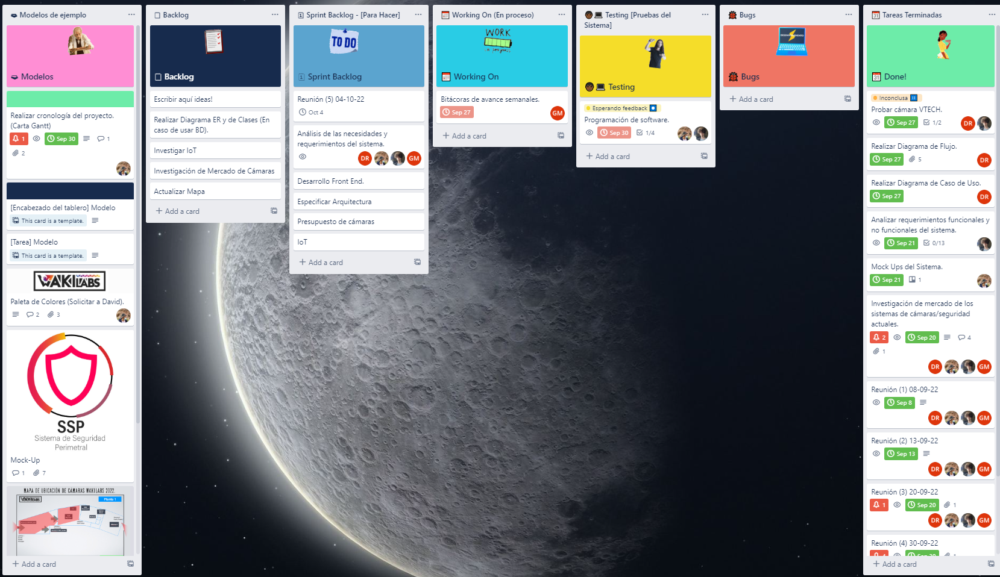 Modelos de ejemplo
Modelos
Realizar cronología del proyecto.
(Carta Gantt)
1
Sep 30
1
2
[Encabezado del tablero] Modelo
This card is a template.
[Tarea] Modelo
This card is a template.
WAKILABS
Paleta de Colores (Solicitar a David).
2
3
SSP
Sistema de Seguridad
Perimetral
Mock-Up
1
7
MAPA DE UBICACIÓN DE CÁMARAS WAKILABS 2022.
WAKILABS
Planta 1
Add a card
Backlog
Backlog
Escribir aquí ideas!
Realizar Diagrama ER y de Clases (En
caso de usar BD).
Investigar IoT
Investigación de Mercado de Cámaras
Actualizar Mapa
Add a card
Sprint Backlog - [Para Hacer]
TO DO
Sprint Backlog
Reunión (5) 04-10-22
Oct 4
Análisis de las necesidades y
requerimientos del sistema.
DR
GM
Desarrollo Front End.
Especificar Arquitectura
Presupuesto de cámaras
IoT
Add a card
Working On (En proceso)
WORK
in progress
Working On
Bitácoras de avance semanales.
Sep 27
GM
Add a card
Testing [Pruebas del
Sistema]
Testing
Esperando feedback
Programación de software.
Sep 30
1/4
Add a card
Bugs
Bugs
Add a card
Tareas Terminadas
Done!
Inconclusa
Probar cámara VTECH.
Sep 27
1/2
DR
Realizar Diagrama de Flujo.
Sep 27
5
DR
Realizar Diagrama de Caso de Uso.
Sep 27
DR
Analizar requerimientos funcionales y
no funcionales del sistema.
Sep 21
0/13
Mock Ups del Sistema.
Sep 21
1
Investigación de mercado de los
sistemas de cámaras/seguridad
actuales.
2
Sep 20
4
1
DR
GM
Reunión (1) 08-09-22
Sep 8
DR
GM
Reunión (2) 13-09-22
Sep 13
DR
GM
Reunión (3) 20-09-22
1
Sep 20
1
DR
GM
Reunión (4) 30-09-22
Add a card